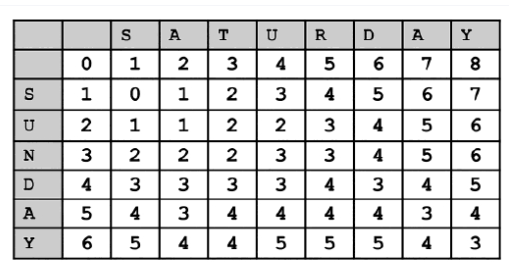 S A T U R D A Y
0 1 2 3 4 5 6 7 8
S 1 0 1 2 3 4 5 6 7
U 2 1 1 2 2 3 4 5 6
N 3 2 2 2 3 3 4 5 6
D 4 3 3 3 3 4 3 4 5
A 5 4 3 4 4 4 4 3 4
Y 6 5 4 4 5 5 5 4 3